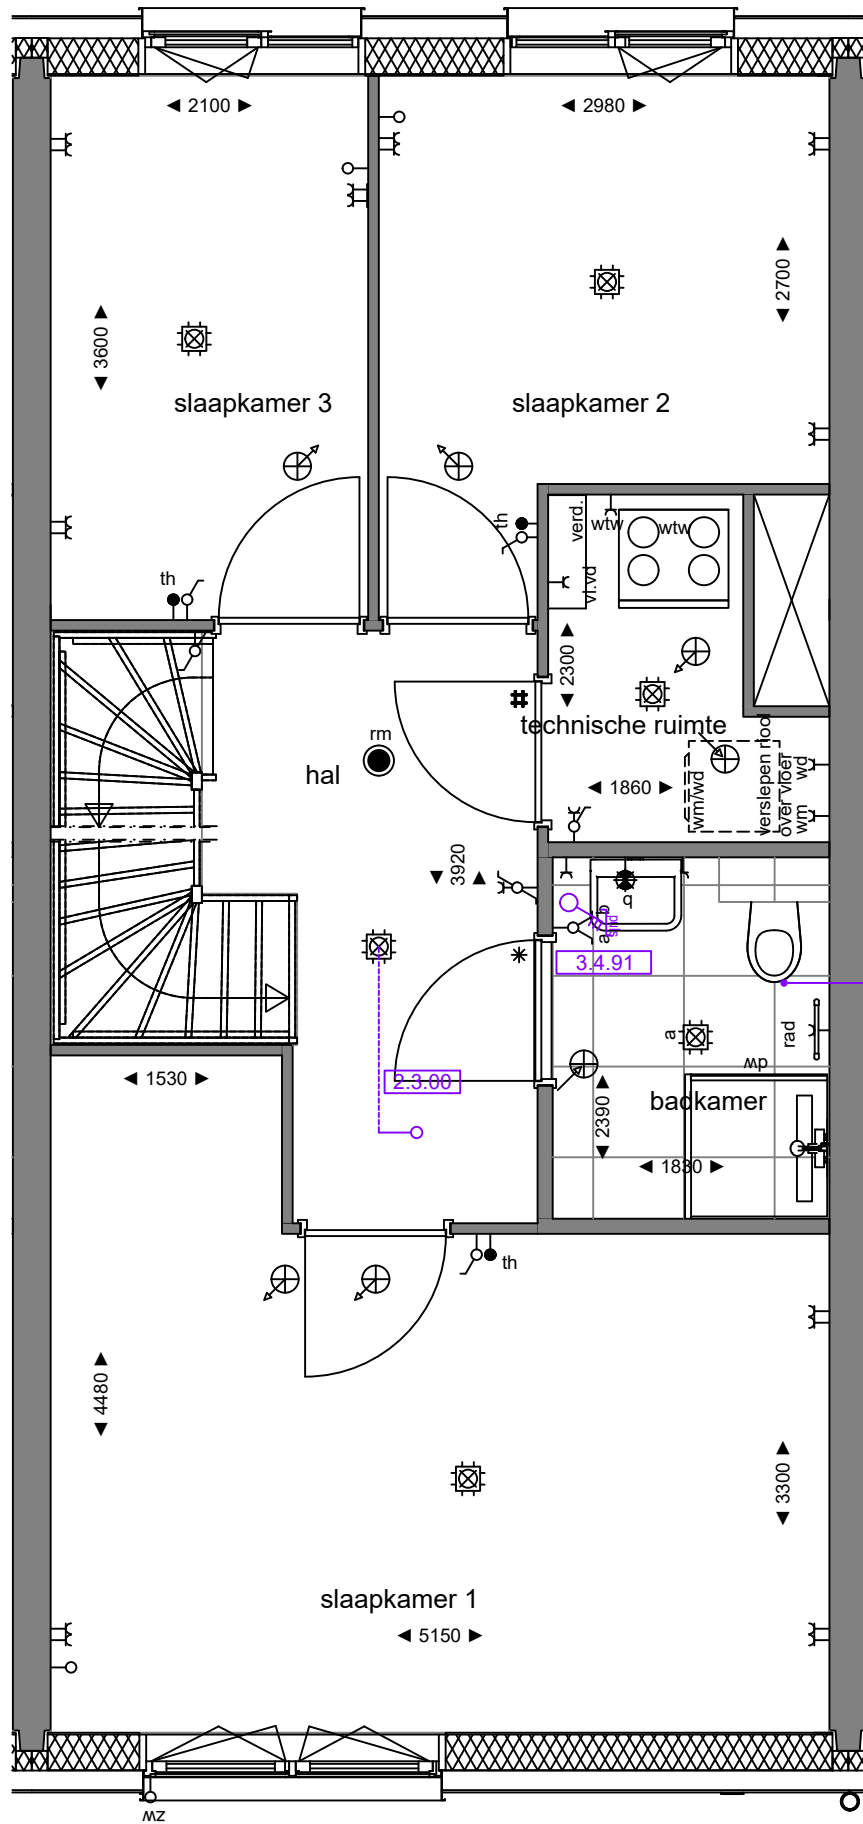 2100
2980
2700
3600
slaapkamer 3
slaapkamer 2
th
verd.
wtw
wtw
vl.vd
th
2300
technische ruimte
rm
hal
1860
wm/wd
verslepen riool
over vloer
wd
wm
3920
q
3.4.91
a
rad
wp
2.3.00
1530
2390
badkamer
1830
th
4480
3300
slaapkamer 1
5150
zw